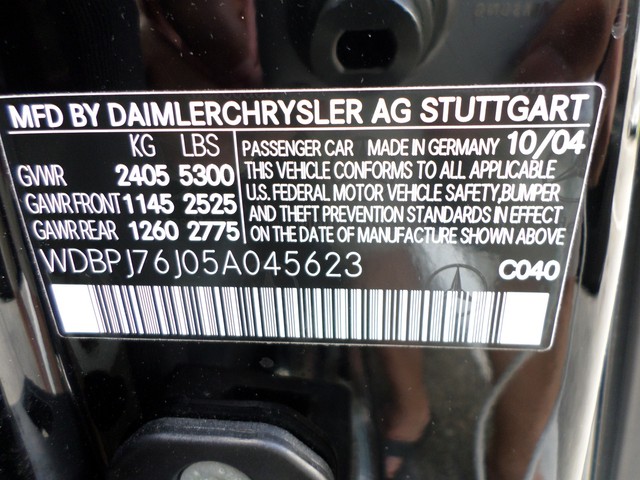 MFD BY DAIMLERCHRYSLER AG STUTTGART
KG LBS
GVWR 2405 5300
GAWR FRONT 1145 2525
GAWR REAR 1260 2775
PASSENGER CAR MADE IN GERMANY 10/04
THIS VEHICLE CONFORMS TO ALL APPLICABLE
U.S. FEDERAL MOTOR VEHICLE SAFETY, BUMPER
AND THEFT PREVENTION STANDARDS IN EFFECT
ON THE DATE OF MANUFACTURE SHOWN ABOVE
WDBPJ76J05A045623
C040